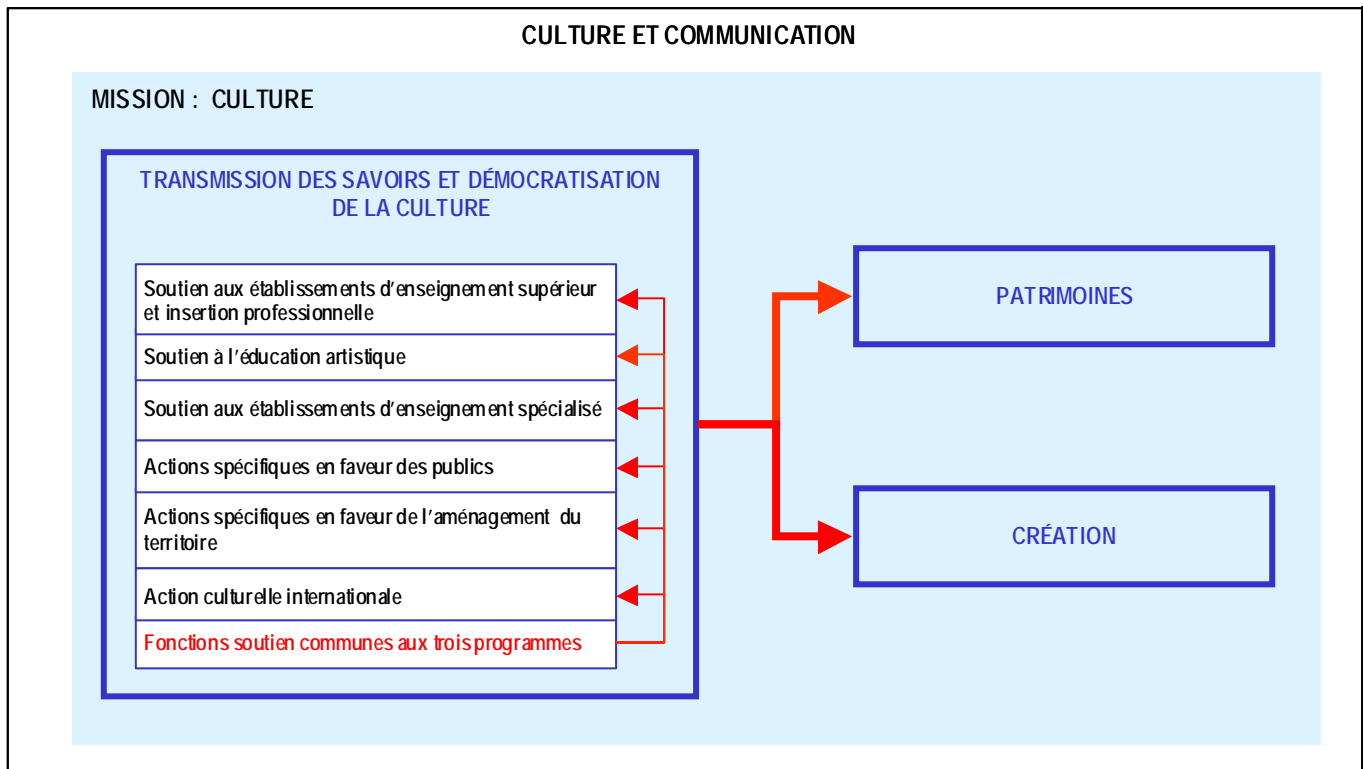 CULTURE ET COMMUNICATION
MISSION : CULTURE
TRANSMISSION DES SAVOIRS ET DÉMOCRATISATION
DE LA CULTURE
Soutien aux établissements d'enseignement supérieur
et insertion professionnelle
Soutien à l'éducation artistique
Soutien aux établissements d'enseignement spécialisé
Actions spécifiques en faveur des publics
Actions spécifiques en faveur de l'aménagement du
territoire
Action culturelle internationale
Fonctions soutien communes aux trois programmes
PATRIMOINES
CRÉATION